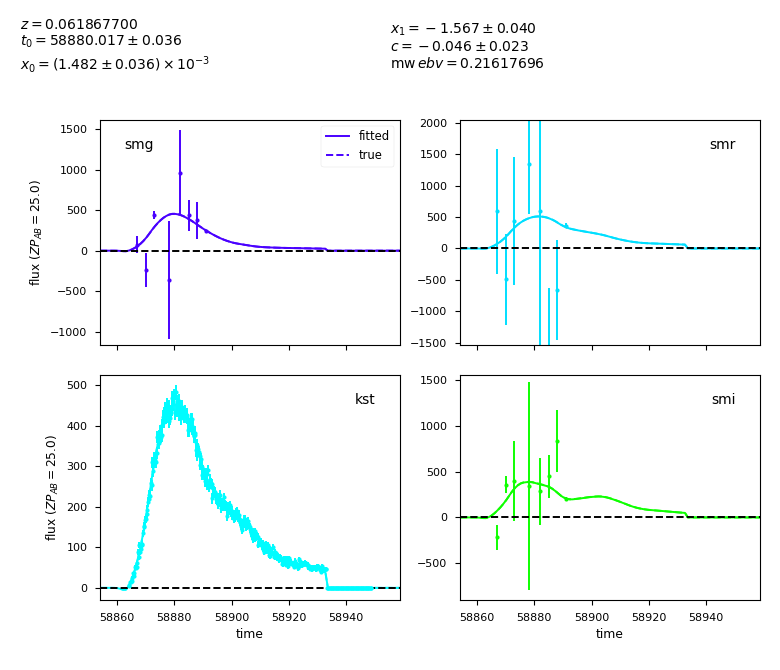 z = 0.061867700
t₀ = 58880.017 ± 0.036
x₀ = (1.482 ± 0.036) × 10⁻³
x₁ = −1.567 ± 0.040
c = −0.046 ± 0.023
mw ebv = 0.21617696
smg
fitted
true
1500
1000
500
0
−500
−1000
flux (ZP_AB = 25.0)
smr
2000
1500
1000
500
0
−500
−1000
−1500
kst
500
400
300
200
100
0
flux (ZP_AB = 25.0)
58860 58880 58900 58920 58940
time
smi
1500
1000
500
0
−500
58860 58880 58900 58920 58940
time